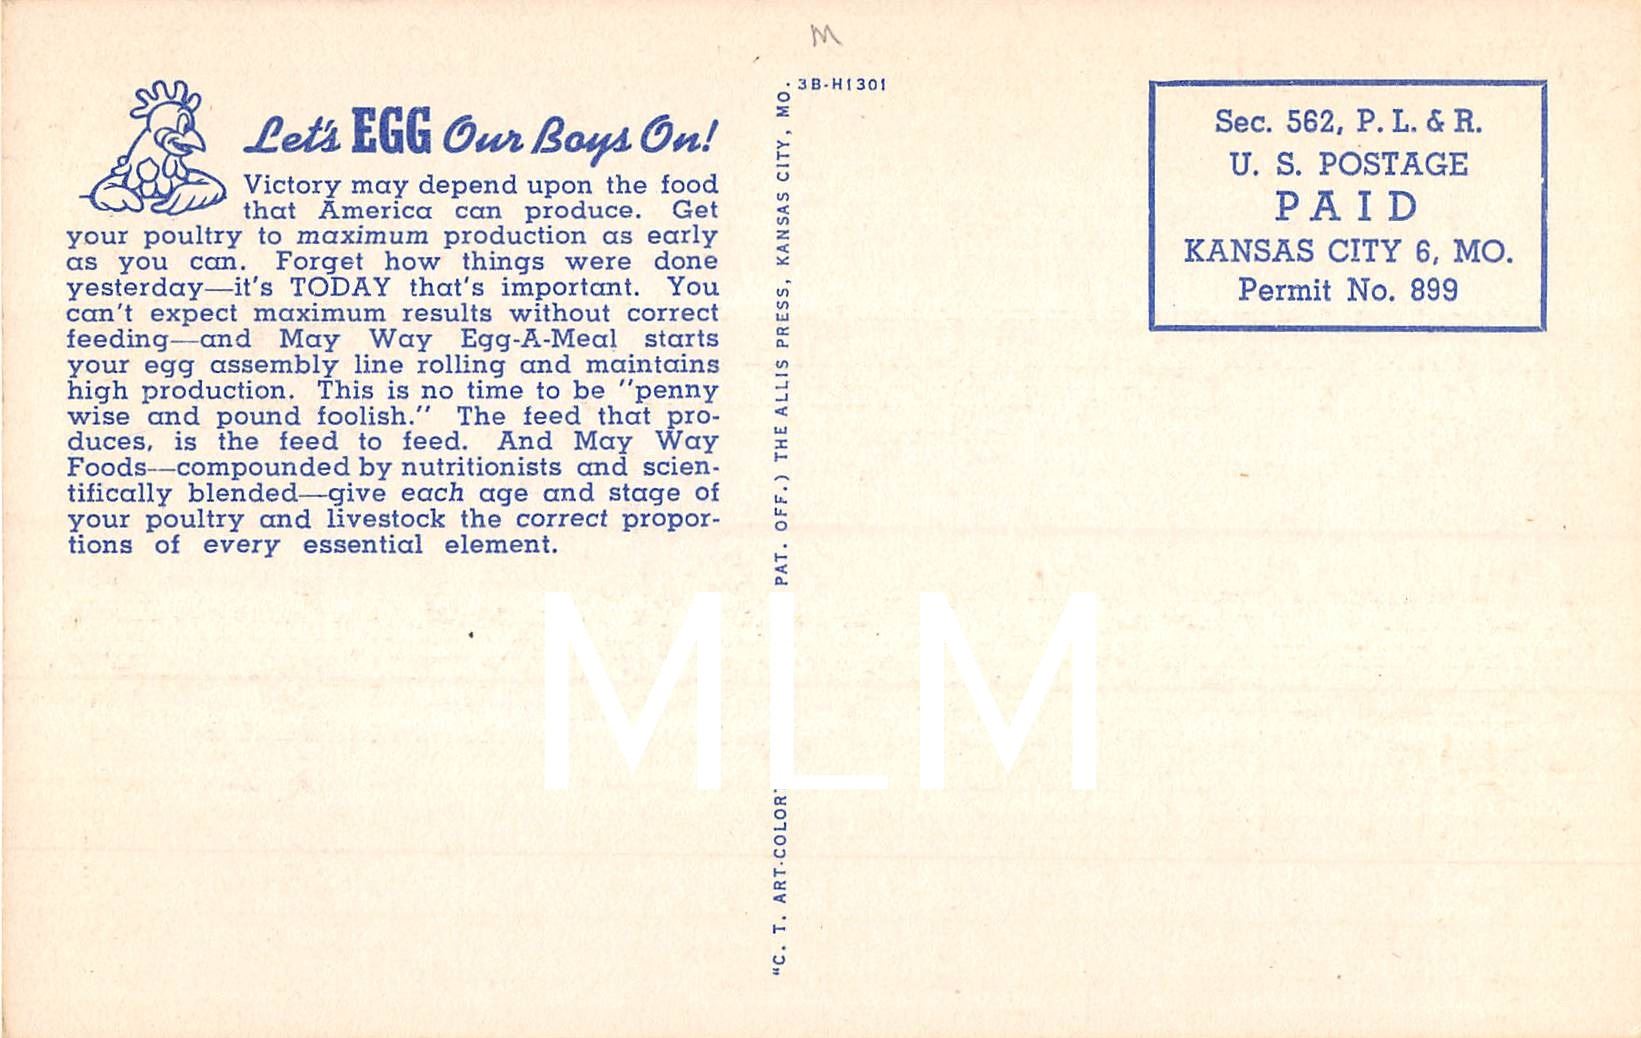 M
3B-H1301
Let's EGG Our Boys On!
Victory may depend upon the food
that America can produce. Get
your poultry to maximum production as early
as you can. Forget how things were done
yesterday—it's TODAY that's important. You
can't expect maximum results without correct
feeding—and May Way Egg-A-Meal starts
your egg assembly line rolling and maintains
high production. This is no time to be "penny
wise and pound foolish." The feed that pro-
duces, is the feed to feed. And May Way
Foods—compounded by nutritionists and scien-
tifically blended—give each age and stage of
your poultry and livestock the correct propor-
tions of every essential element.
"C. T. ART-COLOR PAT. OFF.) THE ALLIS PRESS, KANSAS CITY, MO.
Sec. 562, P. L. & R.
U. S. POSTAGE
PAID
KANSAS CITY 6, MO.
Permit No. 899
MLM